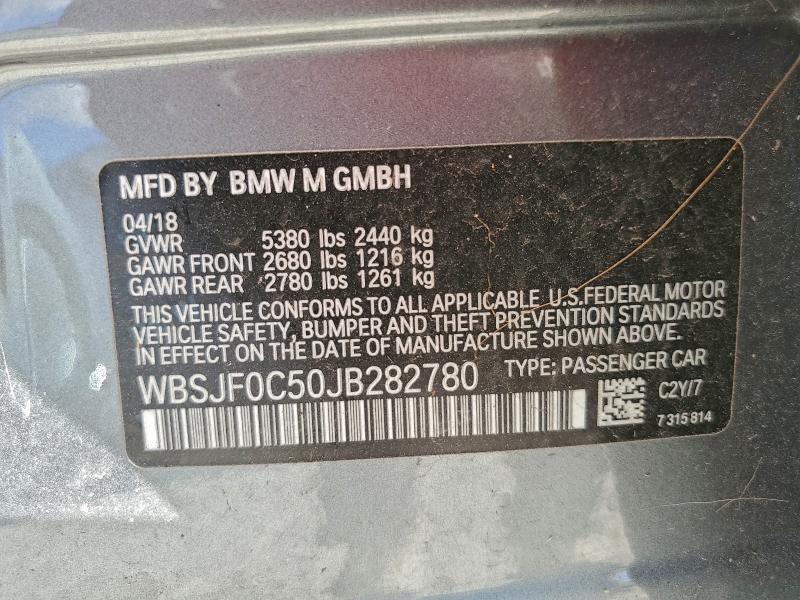 MFD BY BMW M GMBH
04/18
GVWR 5380 lbs 2440 kg
GAWR FRONT 2680 lbs 1216 kg
GAWR REAR 2780 lbs 1261 kg
THIS VEHICLE CONFORMS TO ALL APPLICABLE U.S.FEDERAL MOTOR
VEHICLE SAFETY, BUMPER AND THEFT PREVENTION STANDARDS
IN EFFECT ON THE DATE OF MANUFACTURE SHOWN ABOVE.
WBSJF0C50JB282780 TYPE: PASSENGER CAR
C2Y/7
7 315 814